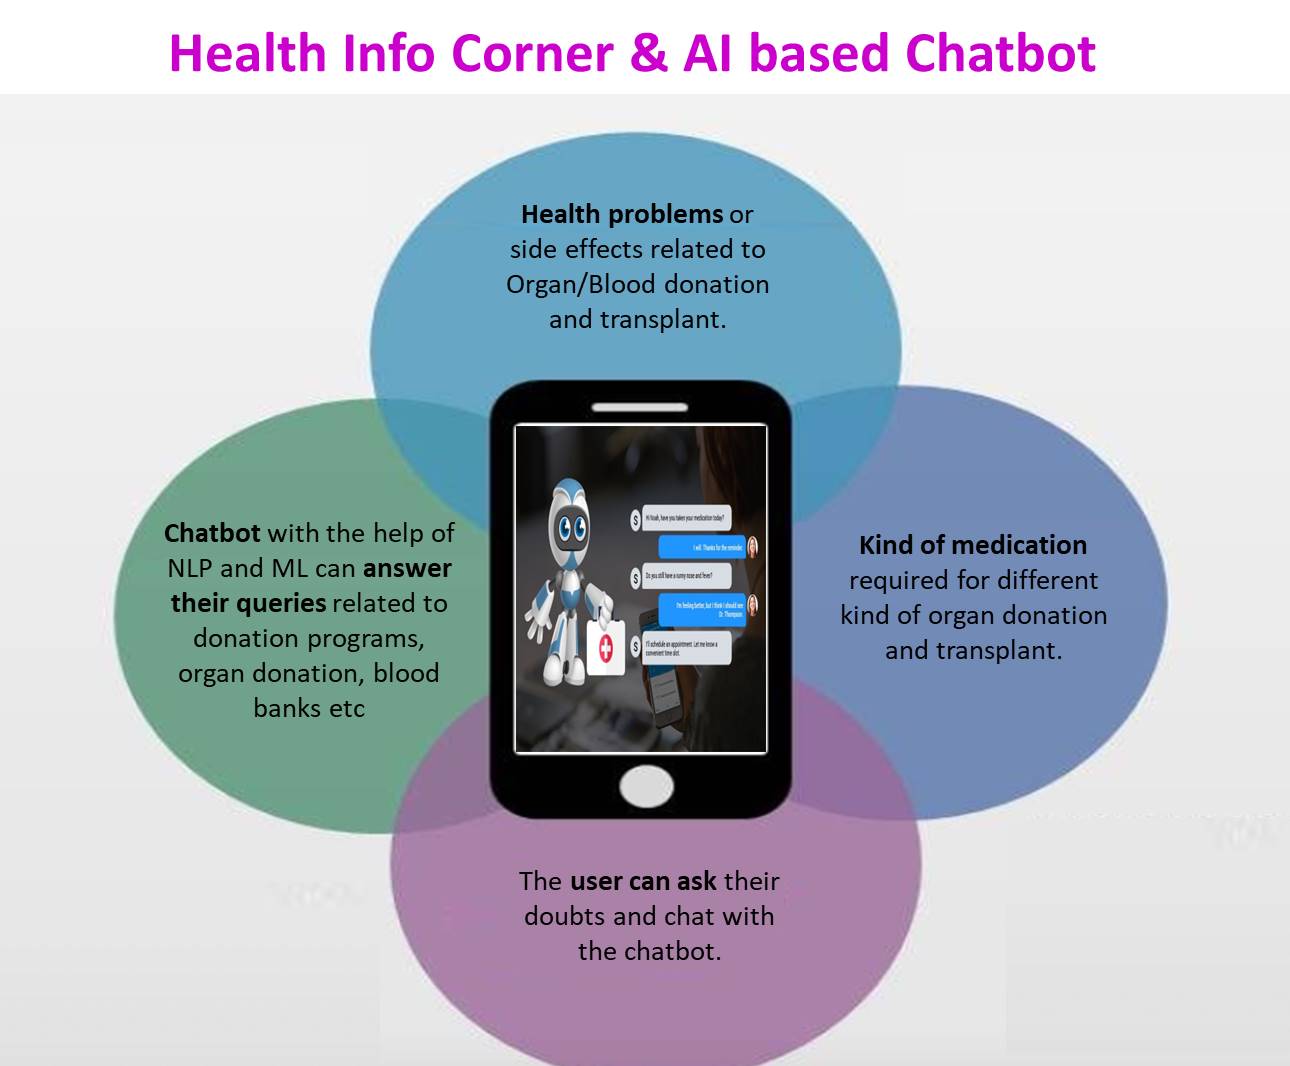 Health Info Corner & AI based Chatbot
Health problems or
side effects related to
Organ/Blood donation
and transplant.
Chatbot with the help of
NLP and ML can answer
their queries related to
donation programs,
organ donation, blood
banks etc
Hi Noah, have you taken your medication today?
I will. Thanks for the reminder.
Do you still have a runny nose and fever?
I'm feeling better, but I think I should see
Dr. Thompson.
I'll schedule an appointment. Let me know a
convenient time slot.
Kind of medication
required for different
kind of organ donation
and transplant.
The user can ask their
doubts and chat with
the chatbot.